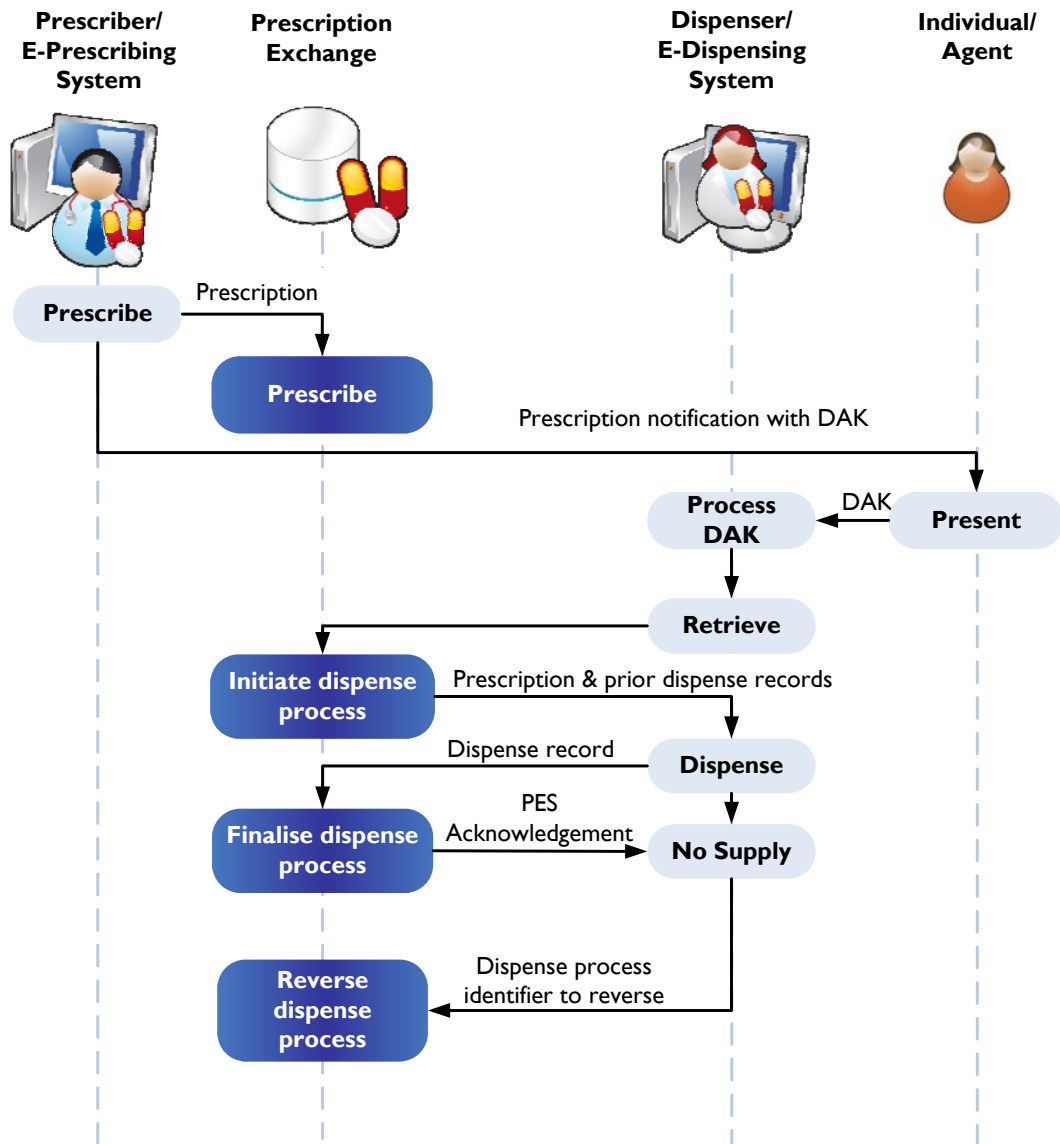 Prescriber/
E-Prescribing
System
Prescription
Exchange
Dispenser/
E-Dispensing
System
Individual/
Agent
Prescribe
Prescription
Prescribe
Prescription notification with DAK
Process
DAK
DAK
Present
Retrieve
Initiate dispense
process
Prescription & prior dispense records
Dispense record
Dispense
Finalise dispense
process
PES
Acknowledgement
No Supply
Reverse
dispense
process
Dispense process
identifier to reverse